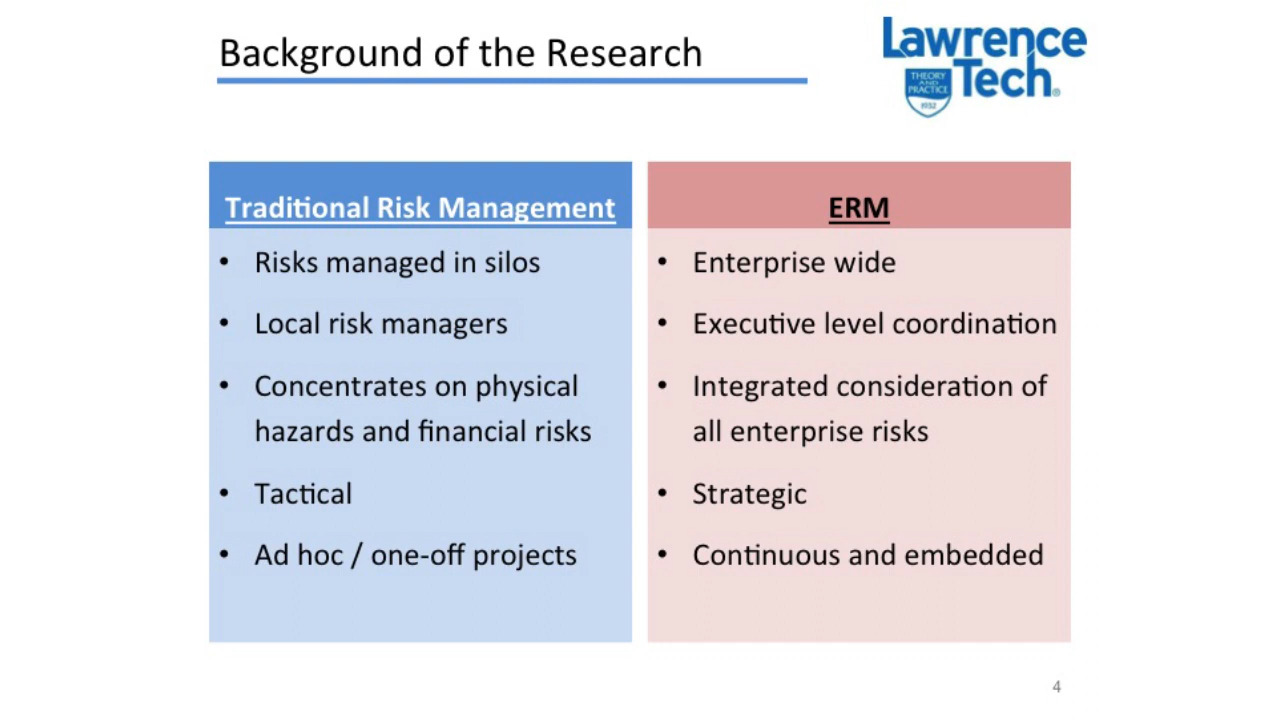 Background of the Research
Lawrence
Tech®
THEORY
AND
PRACTICE
1932
Traditional Risk Management
• Risks managed in silos
• Local risk managers
• Concentrates on physical
hazards and financial risks
• Tactical
• Ad hoc / one-off projects
ERM
• Enterprise wide
• Executive level coordination
• Integrated consideration of
all enterprise risks
• Strategic
• Continuous and embedded
4